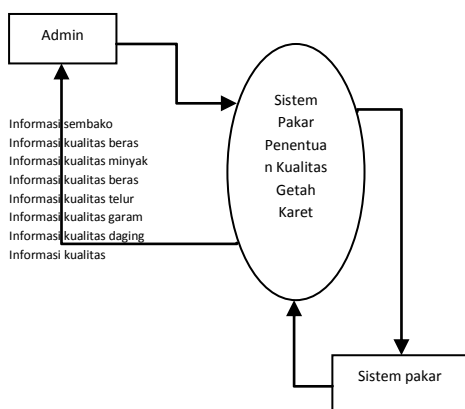 Admin
Sistem
Pakar
Penentua
n Kualitas
Getah
Karet
Informasi sembako
Informasi kualitas beras
Informasi kualitas minyak
Informasi kualitas beras
Informasi kualitas telur
Informasi kualitas garam
Informasi kualitas daging
Informasi kualitas
Sistem pakar